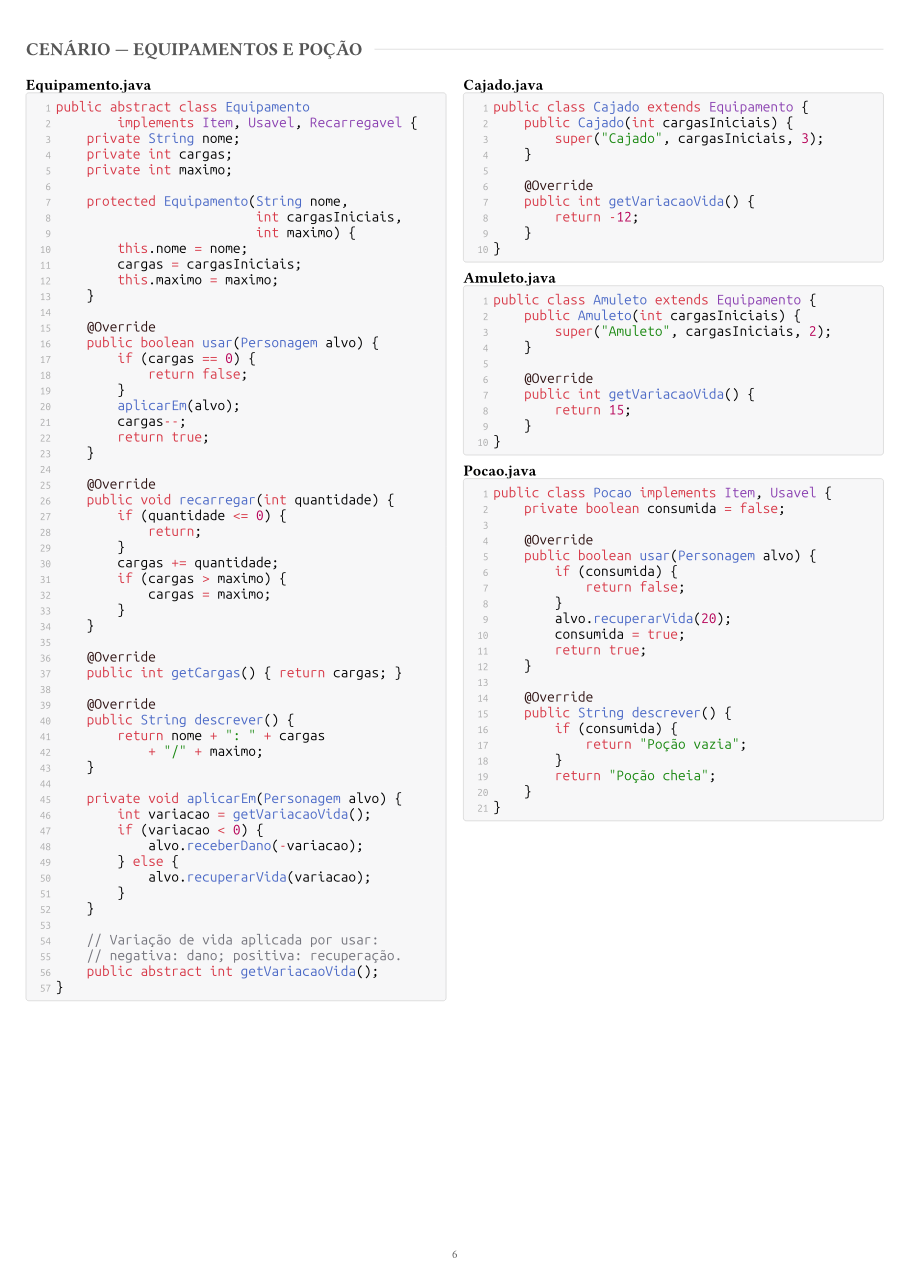 CENÁRIO — EQUIPAMENTOS E POÇÃO
Equipamento.java
1 public abstract class Equipamento
2         implements Item, Usavel, Recarregavel {
3     private String nome;
4     private int cargas;
5     private int maximo;
6
7     protected Equipamento(String nome,
8                           int cargasIniciais,
9                           int maximo) {
10         this.nome = nome;
11         cargas = cargasIniciais;
12         this.maximo = maximo;
13     }
14
15     @Override
16     public boolean usar(Personagem alvo) {
17         if (cargas == 0) {
18             return false;
19         }
20         aplicarEm(alvo);
21         cargas--;
22         return true;
23     }
24
25     @Override
26     public void recarregar(int quantidade) {
27         if (quantidade <= 0) {
28             return;
29         }
30         cargas += quantidade;
31         if (cargas > maximo) {
32             cargas = maximo;
33         }
34     }
35
36     @Override
37     public int getCargas() { return cargas; }
38
39     @Override
40     public String descrever() {
41         return nome + ": " + cargas
42             + "/" + maximo;
43     }
44
45     private void aplicarEm(Personagem alvo) {
46         int variacao = getVariacaoVida();
47         if (variacao < 0) {
48             alvo.receberDano(-variacao);
49         } else {
50             alvo.recuperarVida(variacao);
51         }
52     }
53
54     // Variação de vida aplicada por usar:
55     // negativa: dano; positiva: recuperação.
56     public abstract int getVariacaoVida();
57 }
Cajado.java
1 public class Cajado extends Equipamento {
2     public Cajado(int cargasIniciais) {
3         super("Cajado", cargasIniciais, 3);
4     }
5
6     @Override
7     public int getVariacaoVida() {
8         return -12;
9     }
10 }
Amuleto.java
1 public class Amuleto extends Equipamento {
2     public Amuleto(int cargasIniciais) {
3         super("Amuleto", cargasIniciais, 2);
4     }
5
6     @Override
7     public int getVariacaoVida() {
8         return 15;
9     }
10 }
Pocao.java
1 public class Pocao implements Item, Usavel {
2     private boolean consumida = false;
3
4     @Override
5     public boolean usar(Personagem alvo) {
6         if (consumida) {
7             return false;
8         }
9         alvo.recuperarVida(20);
10         consumida = true;
11         return true;
12     }
13
14     @Override
15     public String descrever() {
16         if (consumida) {
17             return "Poção vazia";
18         }
19         return "Poção cheia";
20     }
21 }
6